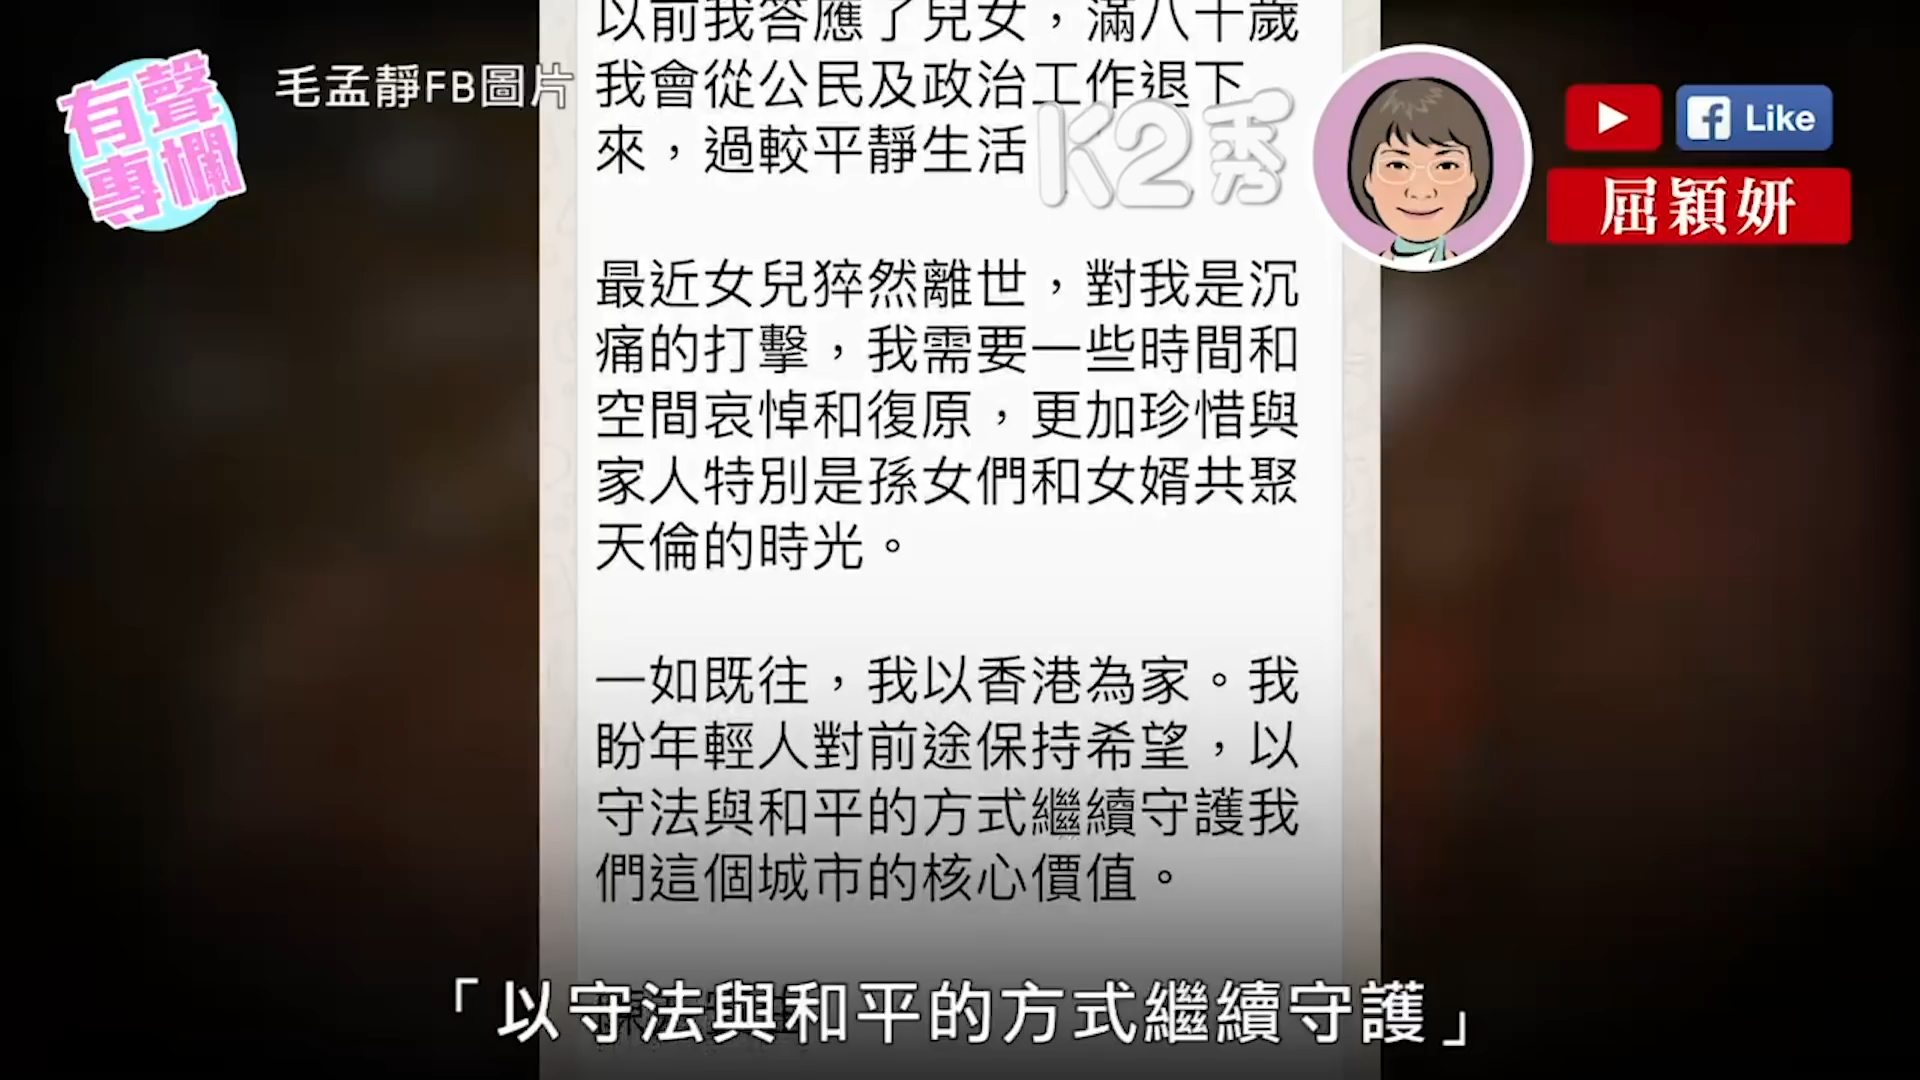 以前我答應了兒女，滿八十歲
有聲
專欄
毛孟靜FB圖片
我會從公民及政治工作退下
來，過較平靜生活
K2秀
Like
屈穎妍
最近女兒猝然離世，對我是沉
痛的打擊，我需要一些時間和
空間哀悼和復原，更加珍惜與
家人特別是孫女們和女婿共聚
天倫的時光。
一如既往，我以香港為家。我
盼年輕人對前途保持希望，以
守法與和平的方式繼續守護我
們這個城市的核心價值。
「以守法與和平的方式繼續守護」